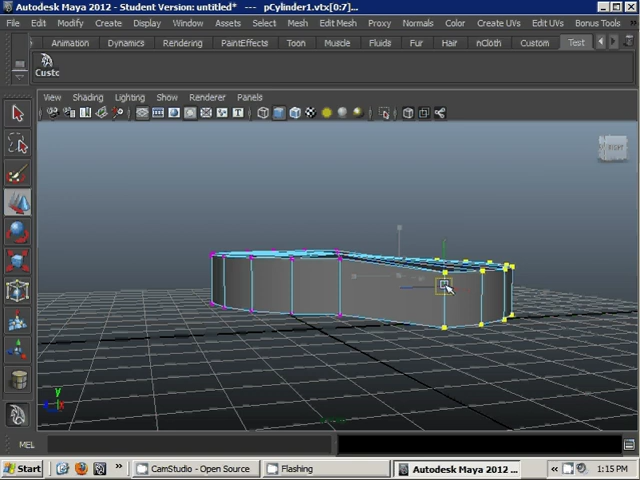 Autodesk Maya 2012 - Student Version: untitled*   ---   pCylinder1.vtx[0:7]...
File Edit Modify Create Display Window Assets Select Mesh Edit Mesh Proxy Normals Color Create UVs Edit UVs Bonus Tools
Animation Dynamics Rendering PaintEffects Toon Muscle Fluids Fur Hair nCloth Custom Test
Custo
View Shading Lighting Show Renderer Panels
y
x
MEL
Start CamStudio - Open Source Flashing Autodesk Maya 2012 ... 1:15 PM